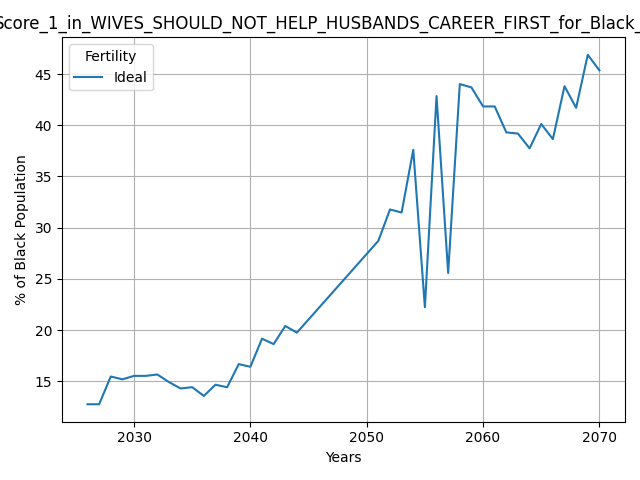 Score_1_in_WIVES_SHOULD_NOT_HELP_HUSBANDS_CAREER_FIRST_for_Black_
Fertility
Ideal
45
40
35
30
25
20
15
% of Black Population
2030 2040 2050 2060 2070
Years